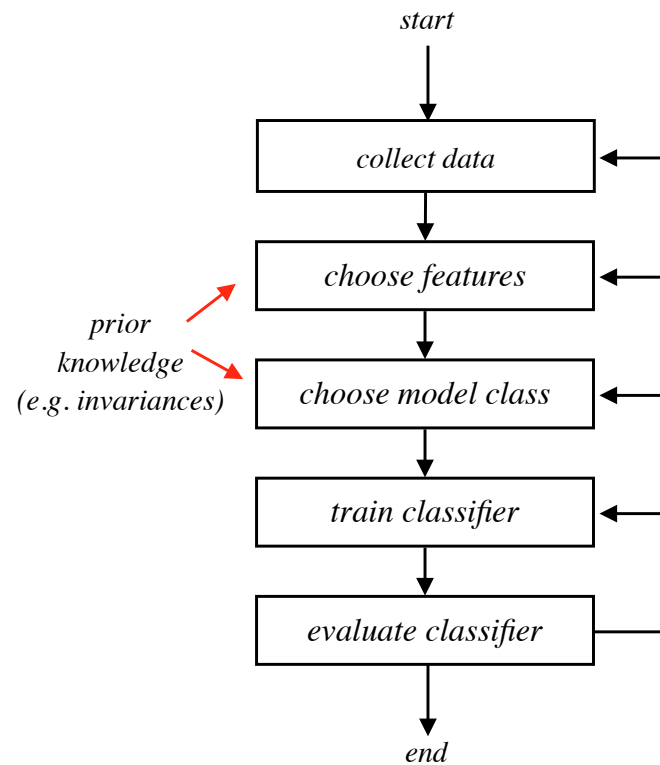 start
collect data
choose features
prior
knowledge
(e.g. invariances)
choose model class
train classifier
evaluate classifier
end